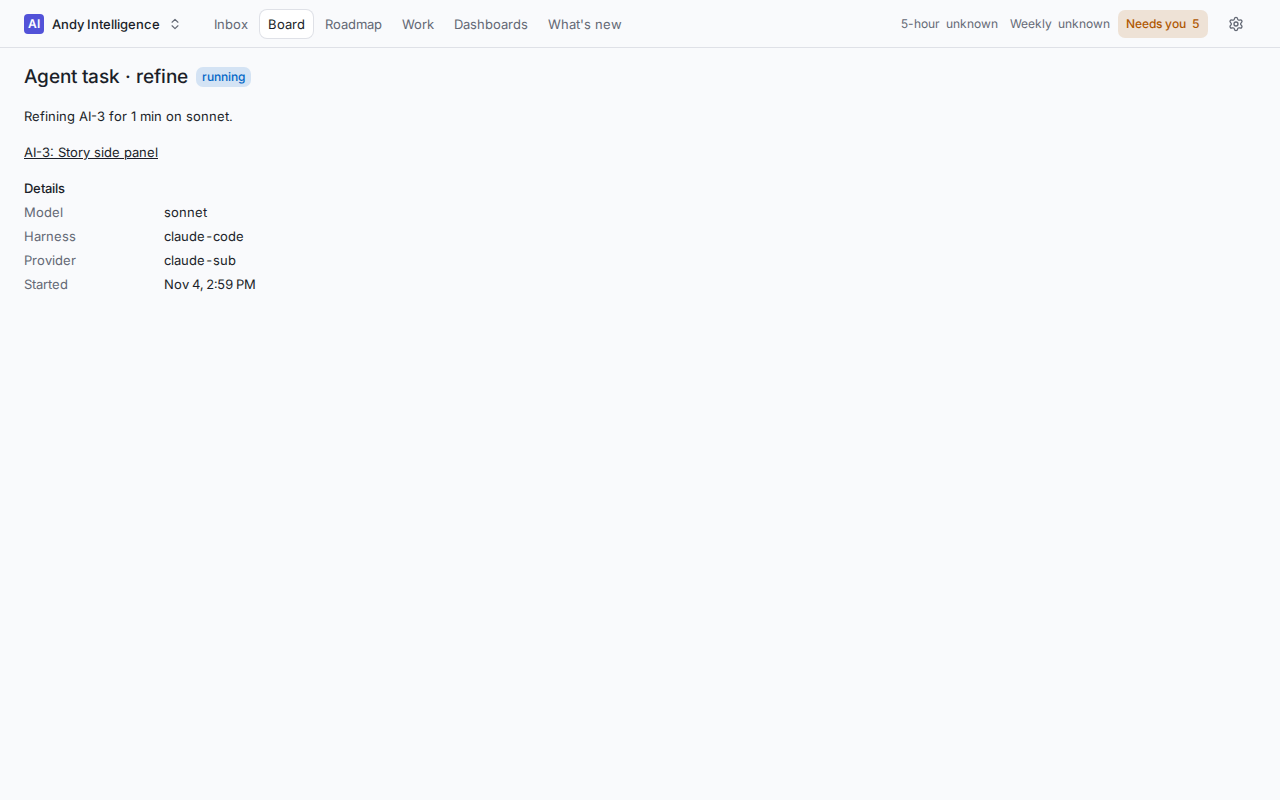 AI Andy Intelligence Inbox Board Roadmap Work Dashboards What's new 5-hour unknown Weekly unknown Needs you 5
Agent task · refine running
Refining AI-3 for 1 min on sonnet.
AI-3: Story side panel
Details
Model sonnet
Harness claude-code
Provider claude-sub
Started Nov 4, 2:59 PM